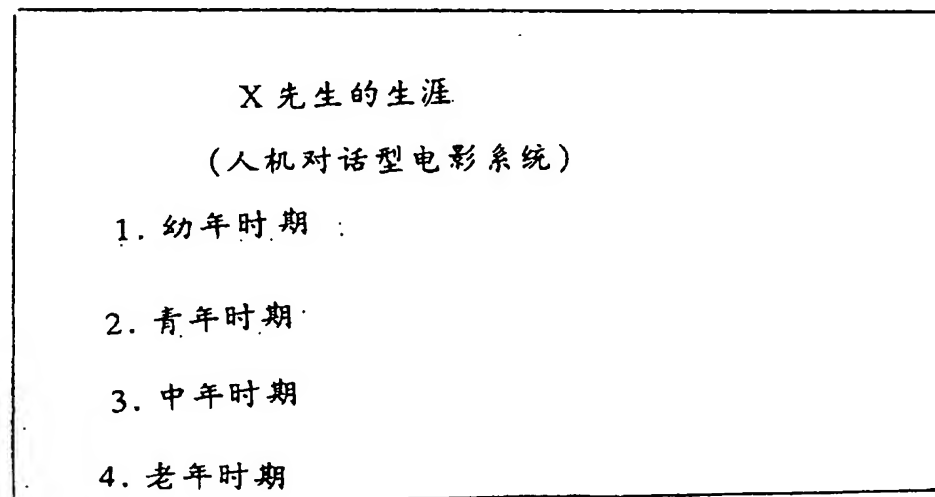 X 先生的生涯
(人机对话型电影系统)
1. 幼年时期
2. 青年时期
3. 中年时期
4. 老年时期